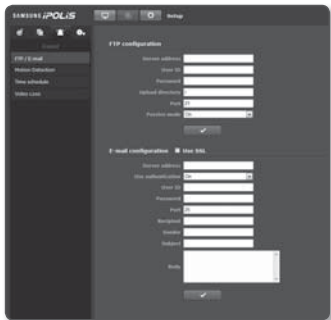 SAMSUNG iPOLiS
Setup
Event
FTP / E-mail
Motion Detection
Time schedule
Video Loss
FTP configuration
Server address
User ID
Password
Upload directory /
Port
Passive mode On
E-mail configuration Use SSL
Server address
Use authentication On
User ID
Password
Port 25
Recipient
Sender
Subject
Body